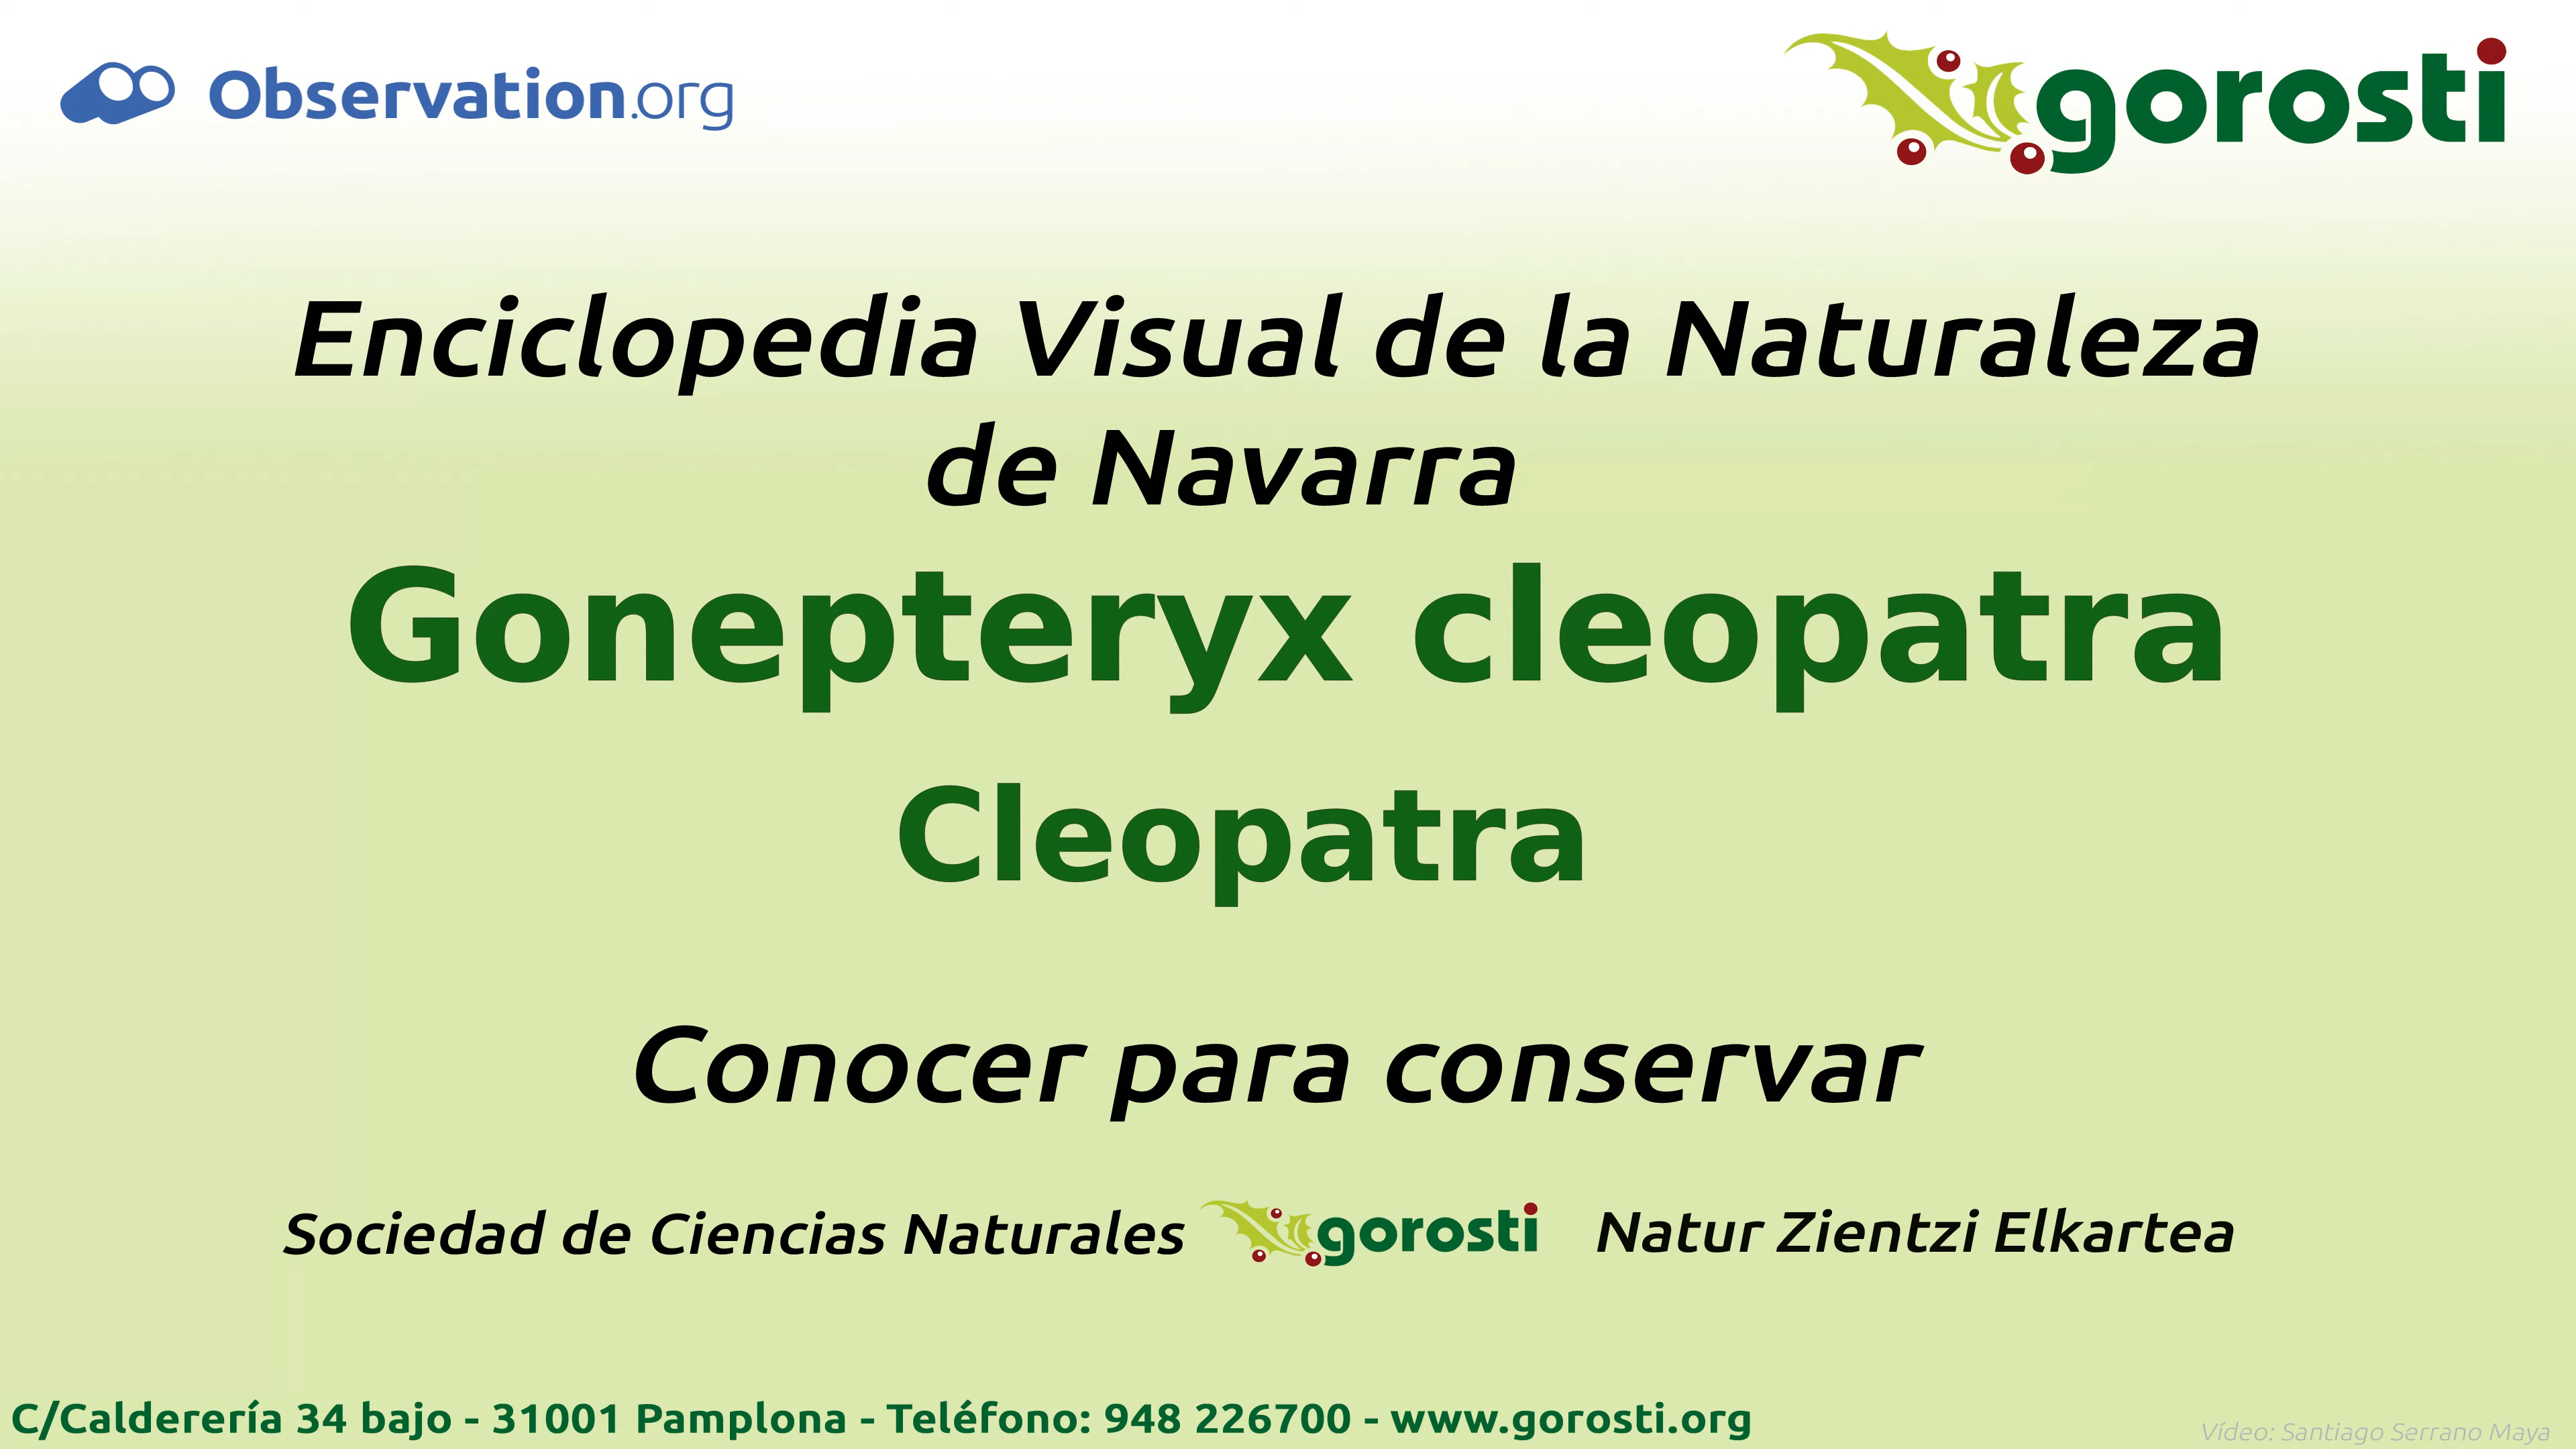 Observation.org
gorosti
Enciclopedia Visual de la Naturaleza
de Navarra
Gonepteryx cleopatra
Cleopatra
Conocer para conservar
Sociedad de Ciencias Naturales gorosti Natur Zientzi Elkartea
C/Calderería 34 bajo - 31001 Pamplona - Teléfono: 948 226700 - www.gorosti.org
Vídeo: Santiago Serrano Maya